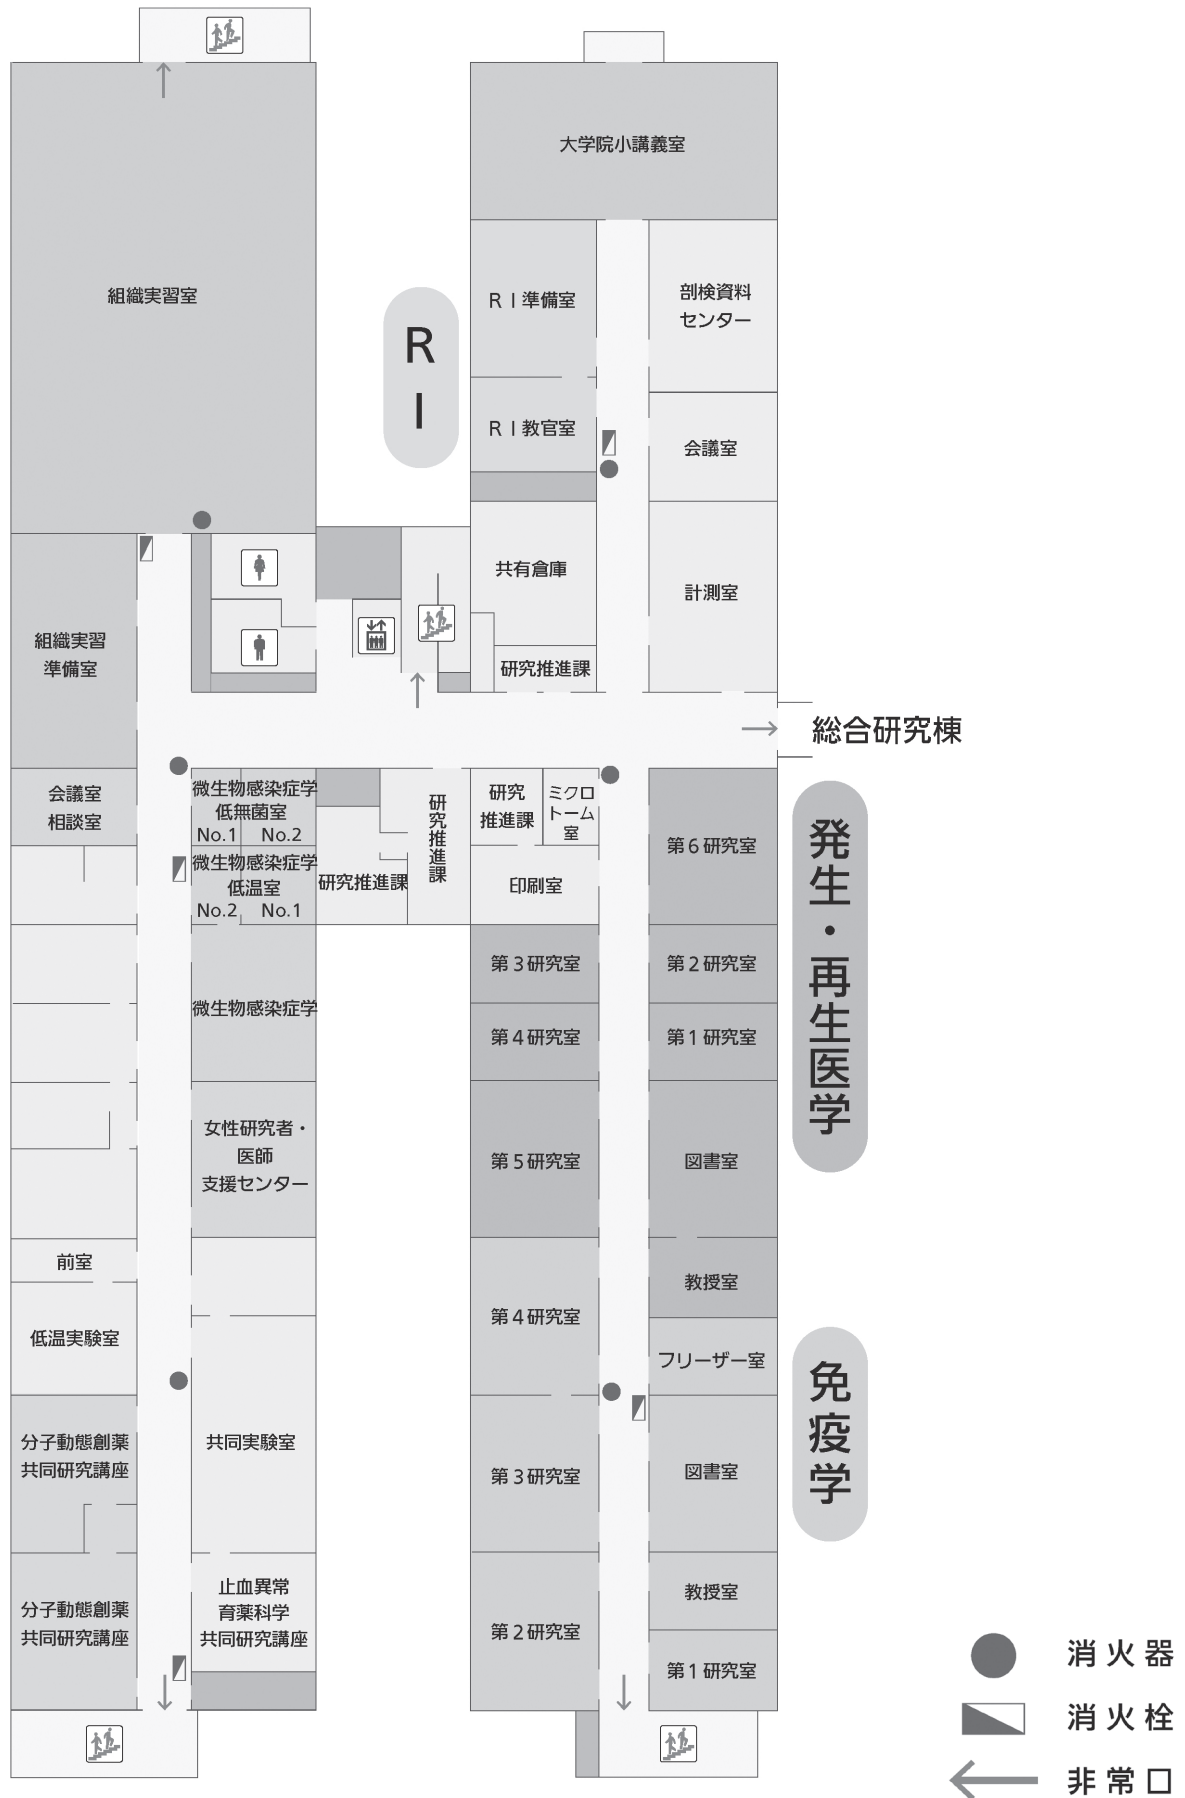 大学院小講義室
組織実習室
R
I
RI準備室
剖検資料
センター
RI教官室
会議室
共有倉庫
計測室
組織実習
準備室
研究推進課
総合研究棟
会議室
相談室
微生物感染症学
低無菌室
No.1
No.2
微生物感染症学
低温室
No.2
No.1
研究推進課
研究推進課
研究
推進課
ミクロ
トーム
室
印刷室
第6研究室
発生・再生医学
第3研究室
第2研究室
微生物感染症学
第4研究室
第1研究室
女性研究者・
医師
支援センター
第5研究室
図書室
前室
低温実験室
第4研究室
教授室
フリーザー室
免疫学
分子動態創薬
共同研究講座
共同実験室
第3研究室
図書室
分子動態創薬
共同研究講座
止血異常
育薬科学
共同研究講座
第2研究室
教授室
第1研究室
消火器
消火栓
非常口